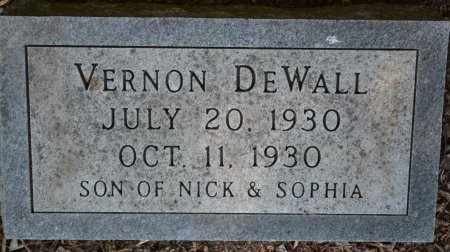 VERNON DEWALL
JULY 20, 1930
OCT. 11, 1930
SON OF NICK & SOPHIA